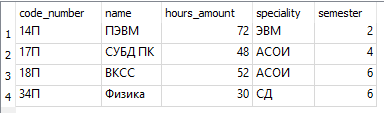 code_number name hours_amount speciality semester
1 14П ПЭВМ 72 ЭВМ 2
2 17П СУБД ПК 48 АСОИ 4
3 18П ВКСС 52 АСОИ 6
4 34П Физика 30 СД 6